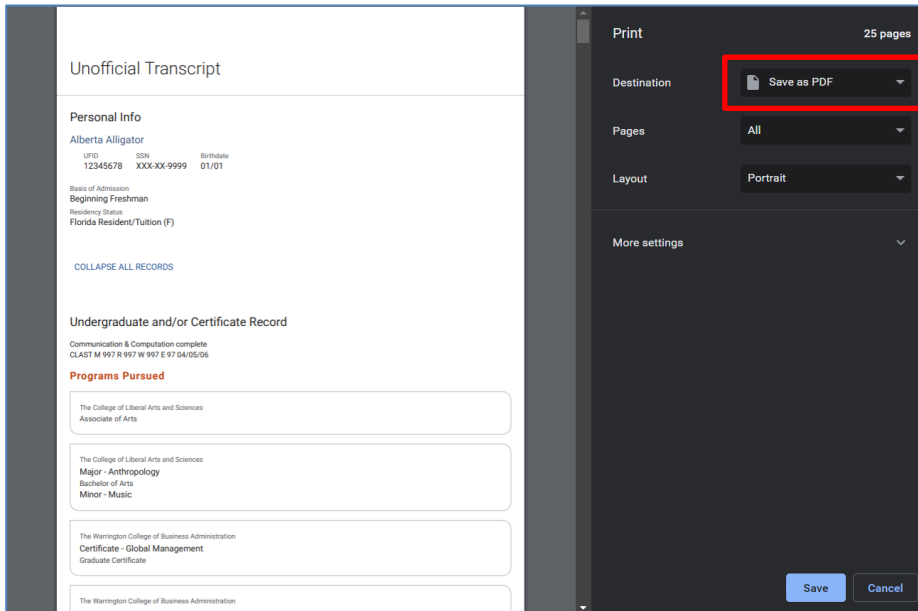 Unofficial Transcript
Personal Info
Alberta Alligator
UFID SSN Birthdate
12345678 XXX-XX-9999 01/01
Basis of Admission
Beginning Freshman
Residency Status
Florida Resident/Tuition (F)
COLLAPSE ALL RECORDS
Undergraduate and/or Certificate Record
Communication & Computation complete
CLAST M 997 R 997 W 997 E 97 04/05/06
Programs Pursued
The College of Liberal Arts and Sciences
Associate of Arts
The College of Liberal Arts and Sciences
Major - Anthropology
Bachelor of Arts
Minor - Music
The Warrington College of Business Administration
Certificate - Global Management
Graduate Certificate
The Warrington College of Business Administration
Print 25 pages
Destination Save as PDF
Pages All
Layout Portrait
More settings
Save Cancel